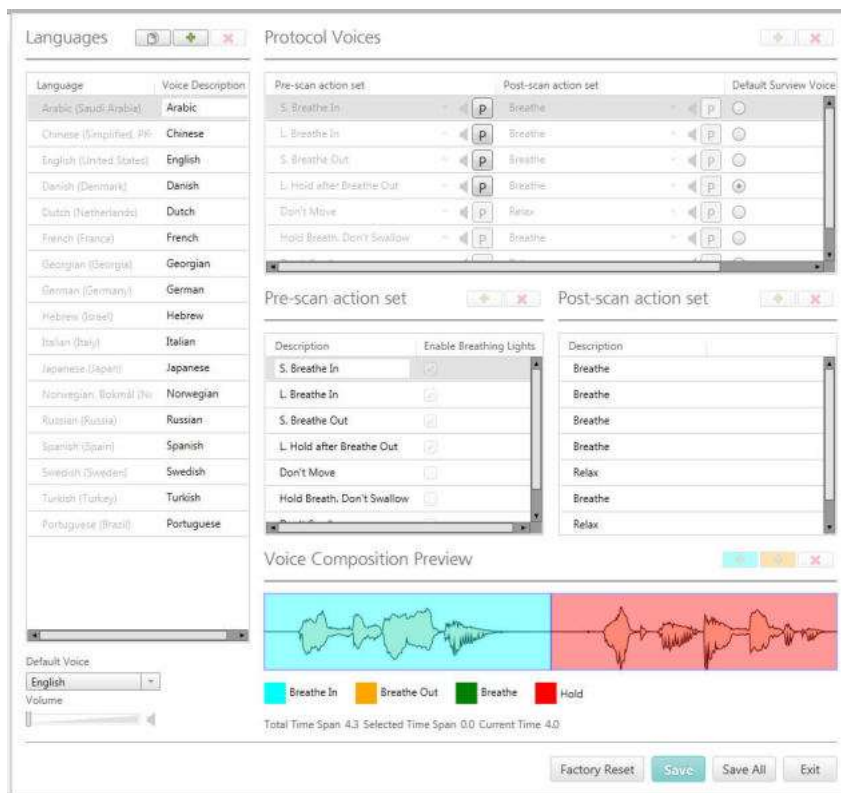 Languages
Protocol Voices
Language Voice Description
Arabic (Saudi Arabia) Arabic
Chinese (Simplified, Chinese
English (United States) English
Danish (Denmark) Danish
Dutch (Netherlands) Dutch
French (France) French
Georgian (Georgia) Georgian
German (Germany) German
Hebrew (Israel) Hebrew
Italian (Italy) Italian
Japanese (Japan) Japanese
Norwegian, Bokmål Norwegian
Russian (Russia) Russian
Spanish (Spain) Spanish
Swedish (Sweden) Swedish
Turkish (Turkey) Turkish
Portuguese (Brazil) Portuguese
Default Voice
English
Volume
Pre-scan action set Post-scan action set Default Surview Voice
S. Breathe In P Breathe P
L. Breathe In P Breathe P
S. Breathe Out P Breathe P
L. Hold after Breathe Out P Breathe P
Don't Move P Relax P
Hold Breath. Don't Swallow P Breathe P
Pre-scan action set
Description Enable Breathing Lights
S. Breathe In
L. Breathe In
S. Breathe Out
L. Hold after Breathe Out
Don't Move
Hold Breath. Don't Swallow
Post-scan action set
Description
Breathe
Breathe
Breathe
Breathe
Relax
Breathe
Relax
Voice Composition Preview
Breathe In Breathe Out Breathe Hold
Total Time Span 4.3 Selected Time Span 0.0 Current Time 4.0
Factory Reset Save Save All Exit